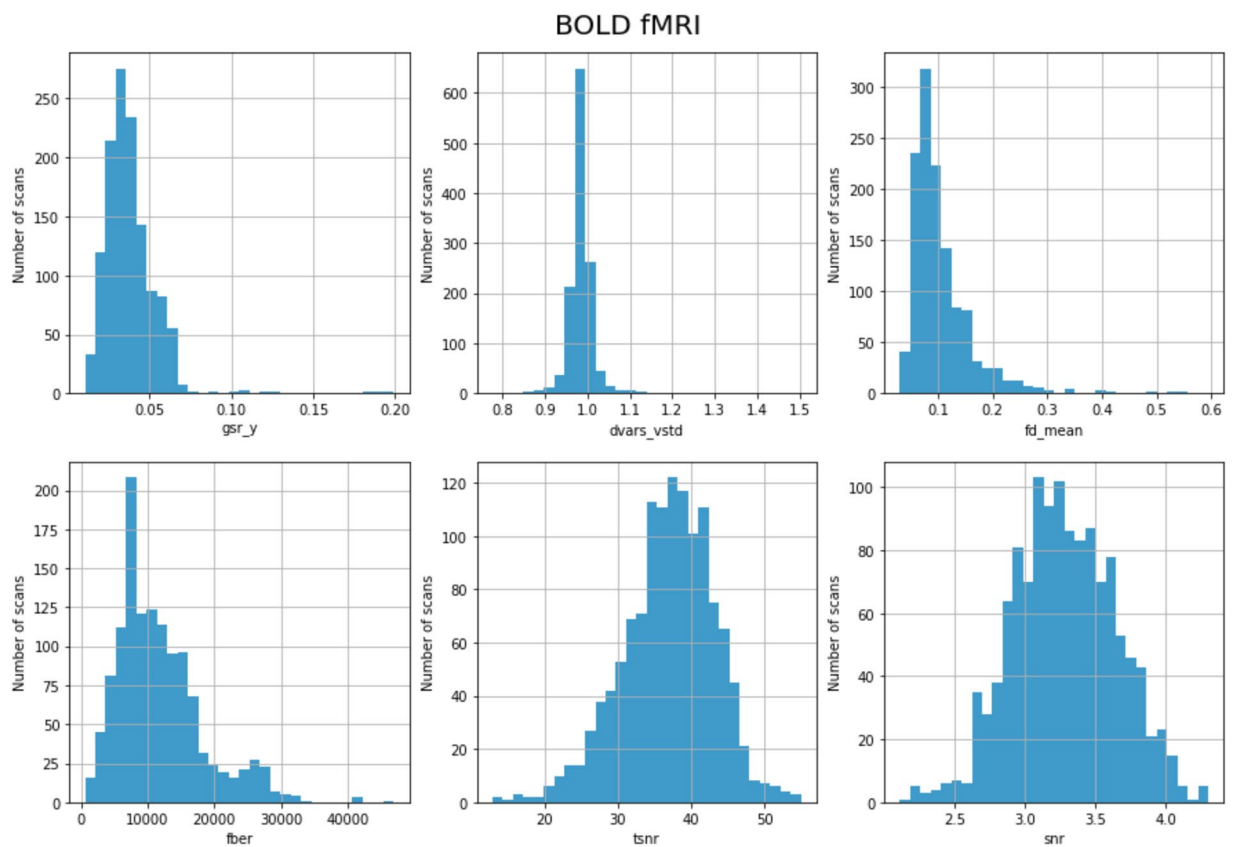 BOLD fMRI
Number of scans
250
200
150
100
50
0
0.05 0.10 0.15 0.20
gsr_y
Number of scans
600
500
400
300
200
100
0
0.8 0.9 1.0 1.1 1.2 1.3 1.4 1.5
dvars_vstd
Number of scans
300
250
200
150
100
50
0
0.1 0.2 0.3 0.4 0.5 0.6
fd_mean
Number of scans
200
175
150
125
100
75
50
25
0
0 10000 20000 30000 40000
fber
Number of scans
120
100
80
60
40
20
0
20 30 40 50
tsnr
Number of scans
100
80
60
40
20
0
2.5 3.0 3.5 4.0
snr